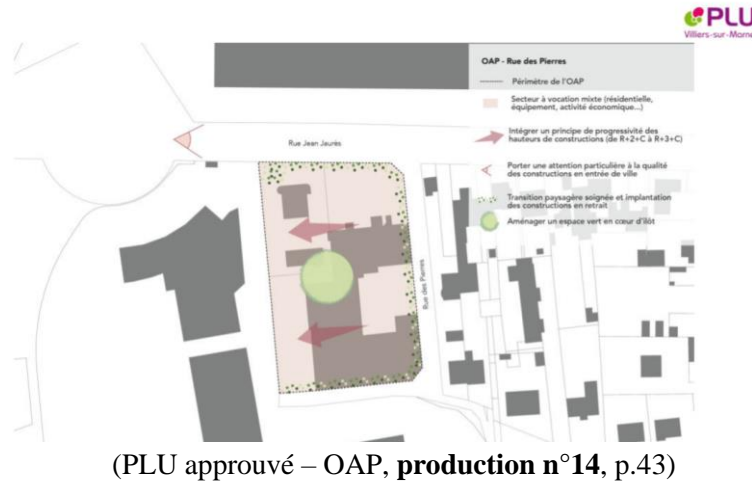 PLU
Villiers-sur-Marne
OAP - Rue des Pierres
Périmètre de l'OAP
Secteur à vocation mixte (résidentielle,
équipement, activité économique...)
Intégrer un principe de progressivité des
hauteurs de constructions (de R+2+C à R+3+C)
Porter une attention particulière à la qualité
des constructions en entrée de ville
Transition paysagère soignée et implantation
des constructions en retrait
Aménager un espace vert en cœur d'îlôt
Rue Jean Jaurès
Rue des Pierres
(PLU approuvé – OAP, production n°14, p.43)